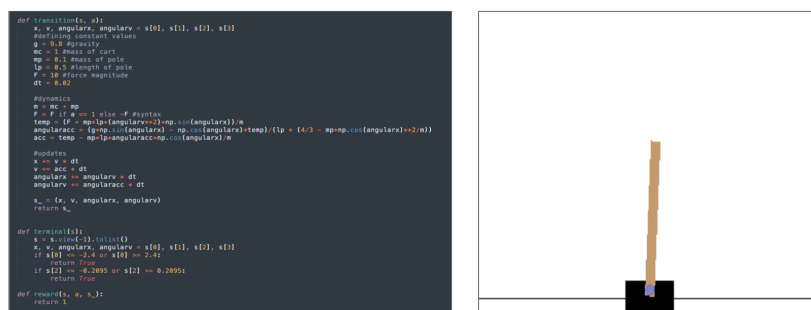 def transition(s, a):
x, v, angularx, angularv = s[0], s[1], s[2], s[3]
#defining constant values
g = 9.8 #gravity
mc = 1 #mass of cart
mp = 0.1 #mass of pole
lp = 0.5 #length of pole
F = 10 #force magnitude
dt = 0.02
#dynamics
m = mc + mp
F = F if a == 1 else -F #syntax
temp = (F + mp*lp*(angularv**2)*np.sin(angularx))/m
angularacc = (g*np.sin(angularx) - np.cos(angularx)*temp)/(lp * (4/3 - mp*np.cos(angularx)**2/m))
acc = temp - mp*lp*angularacc*np.cos(angularx)/m
#updates
x += v * dt
v += acc * dt
angularx += angularv * dt
angularv += angularacc * dt
s_ = (x, v, angularx, angularv)
return s_
def terminal(s):
s = s.view(-1).tolist()
x, v, angularx, angularv = s[0], s[1], s[2], s[3]
if s[0] <= -2.4 or s[0] >= 2.4:
return True
if s[2] <= -0.2095 or s[2] >= 0.2095:
return True
def reward(s, a, s_):
return 1